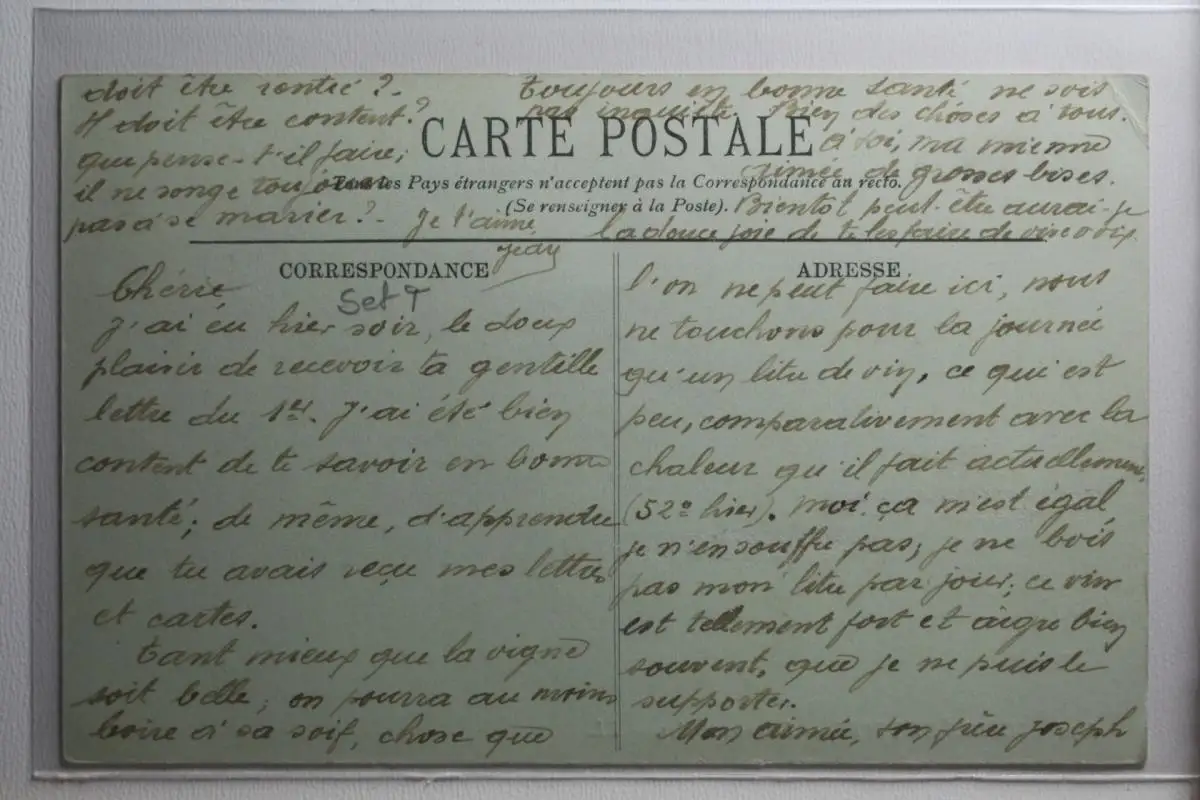 Chérie
J'ai eu hier soir, le doux
plaisir de recevoir ta gentille
lettre du 1er. J'ai été bien
content de te savoir en bonne
santé; de même, d'apprendre
que tu avais reçu mes lettres
et cartes.
Tant mieux que la vigne
soit belle; on pourra au moins
boire à sa soif, chose que
l'on ne peut faire ici, nous
ne touchons pour la journée
qu'un litre de vin, ce qui est
peu, comparativement avec la
chaleur qu'il fait actuellement,
(52º hier). moi ça m'est égal,
je n'en souffre pas, je ne bois
pas mon litre par jour; ce vin
est tellement fort et aigre bien
souvent, que je ne puis le
supporter.
Mon aimée, ton frère Joseph
doit être rentré?-
Il doit être content?
que pense-t'il faire;
il ne songe toujours
pas à se marier?-
toujours en bonne santé ne sois
pas inquiète. Bien des choses à vous.
à toi, ma mienne
aimée de grosses bises.
Bientôt peut-être aurai-je
la douce joie de te les faire de vive voix.
Je t'aime
Jean
CARTE POSTALE
Tous les Pays étrangers n'acceptent pas la Correspondance au recto.
(Se renseigner à la Poste).
CORRESPONDANCE
ADRESSE
Set T